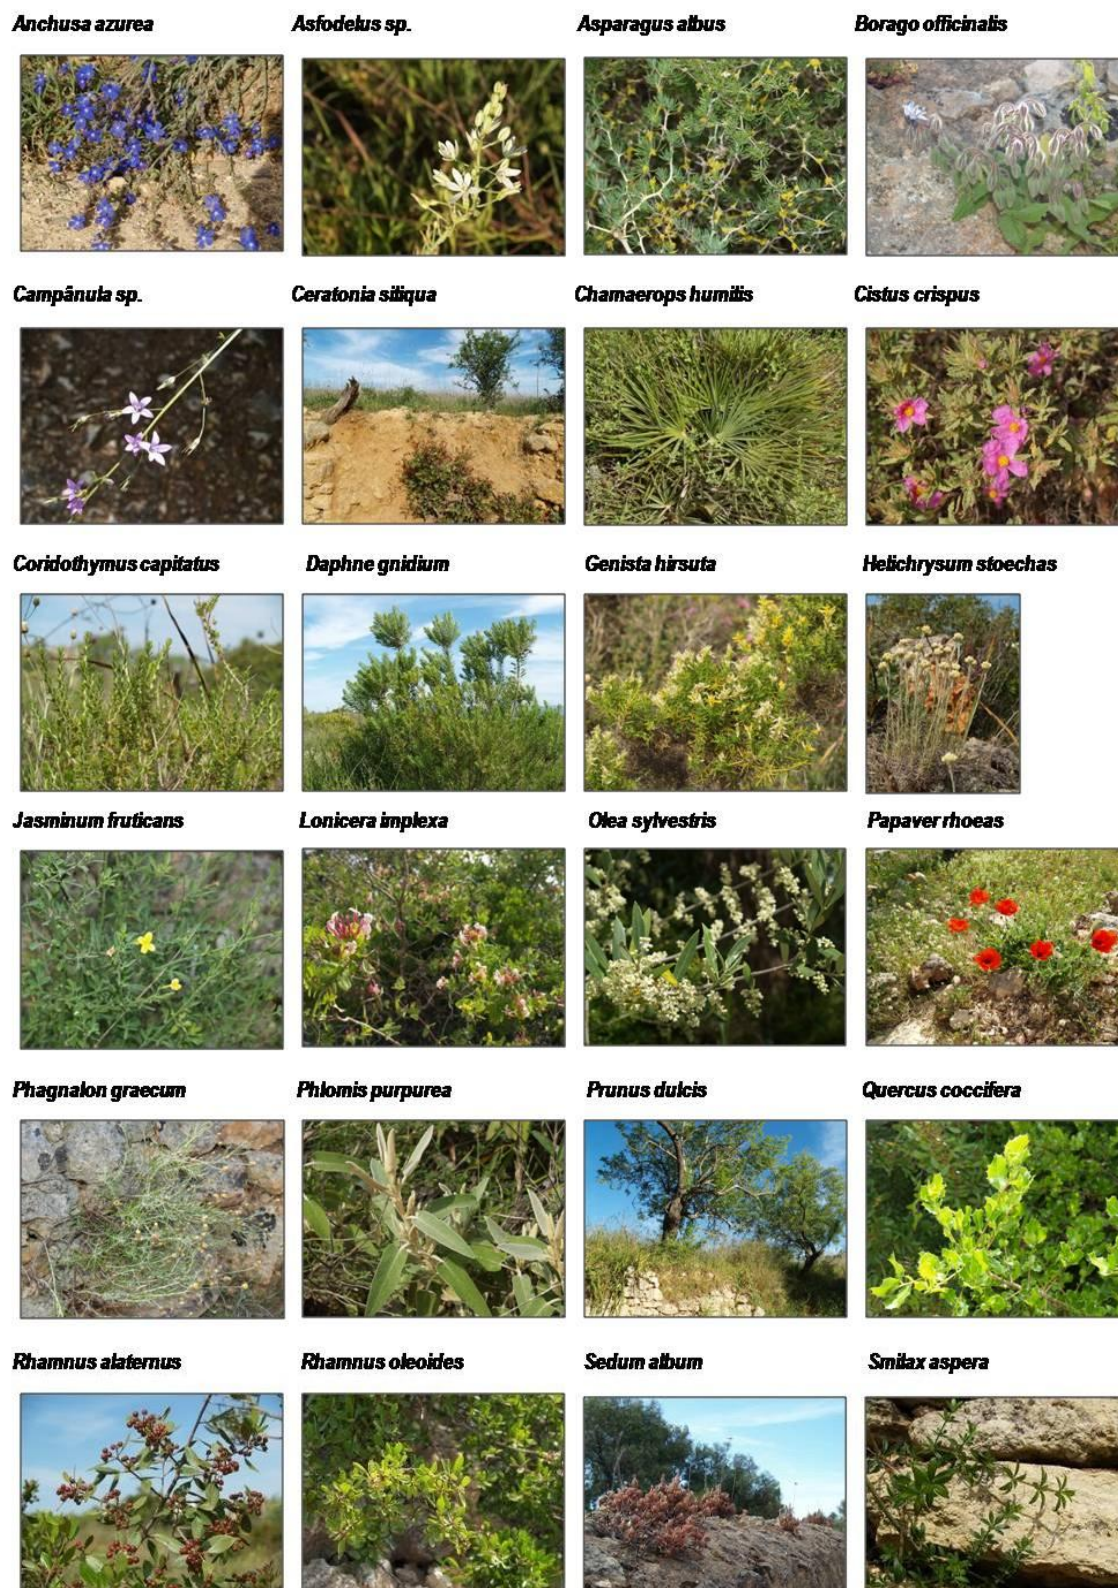 Anchusa azurea
Asfodelus sp.
Asparagus albus
Borago officinalis
Campânula sp.
Ceratonia siliqua
Chamaerops humilis
Cistus crispus
Coridothymus capitatus
Daphne gnidium
Genista hirsuta
Helichrysum stoechas
Jasminum fruticans
Lonicera implexa
Olea sylvestris
Papaver rhoeas
Phagnalon graecum
Phlomis purpurea
Prunus dulcis
Quercus coccifera
Rhamnus alaternus
Rhamnus oleoides
Sedum album
Smilax aspera